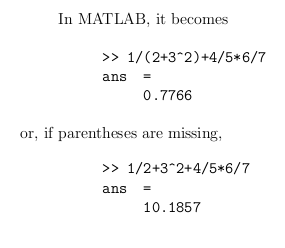 In MATLAB, it becomes
>> 1/(2+3^2)+4/5*6/7
ans =
0.7766
or, if parentheses are missing,
>> 1/2+3^2+4/5*6/7
ans =
10.1857